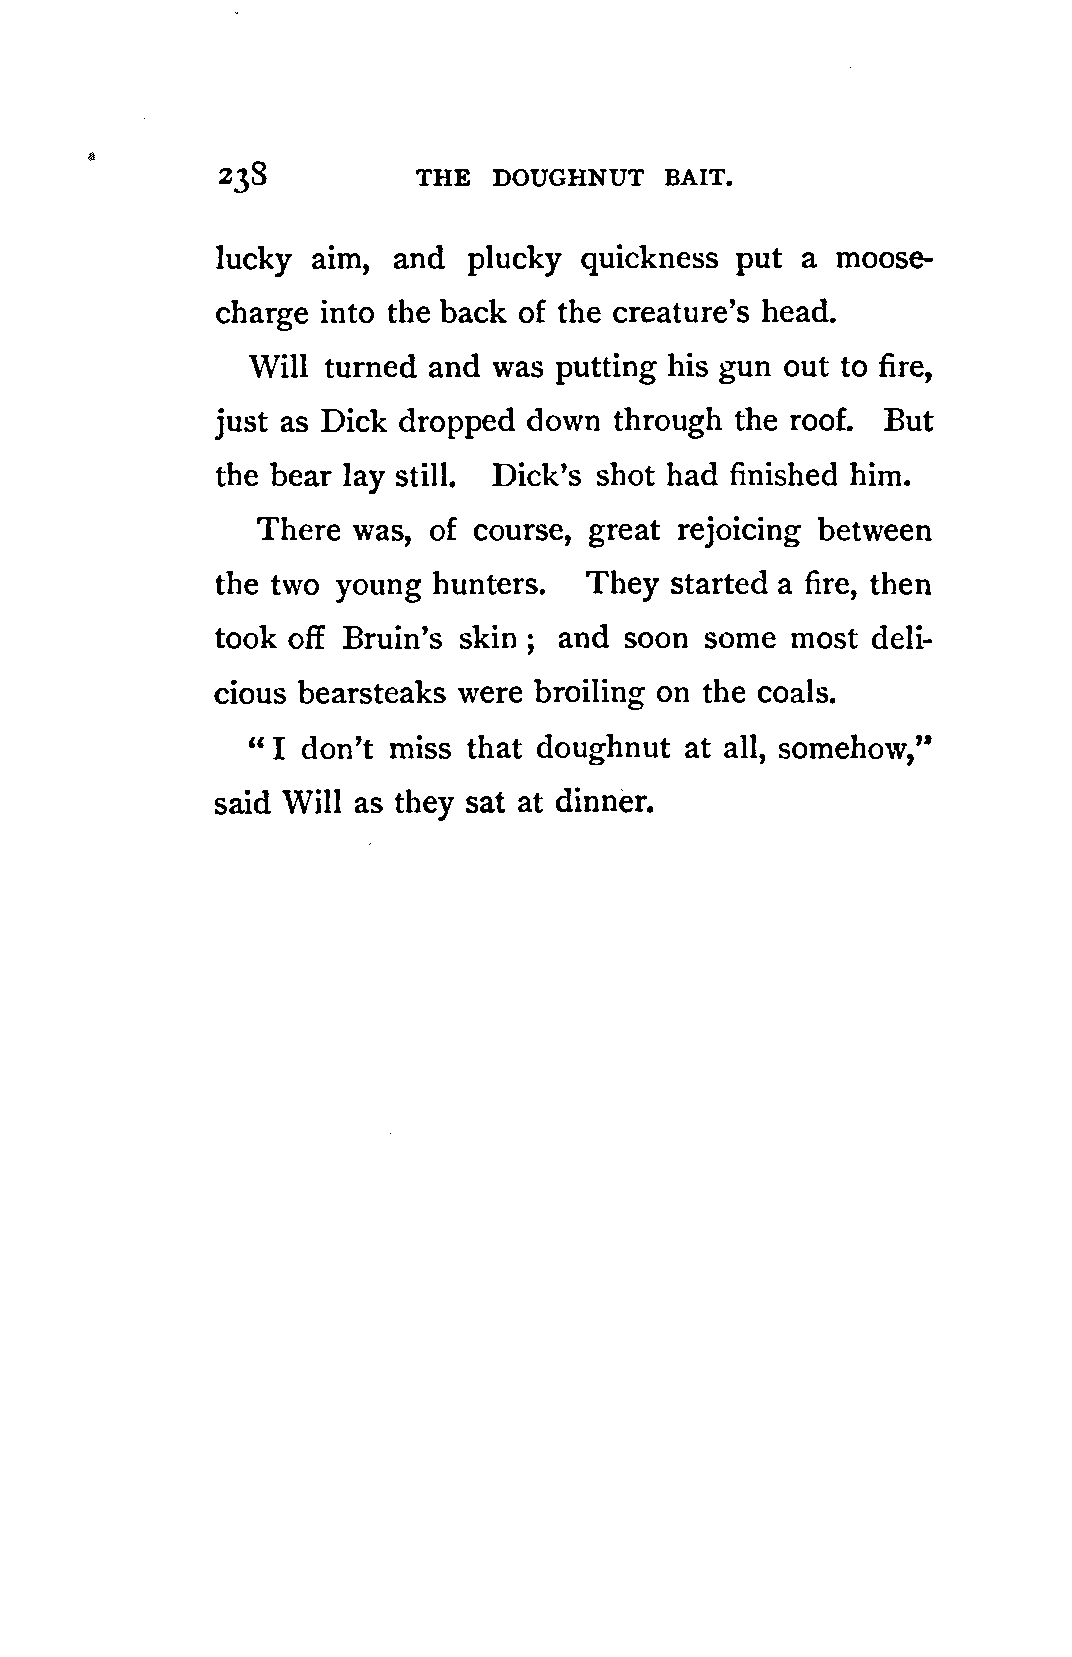 238 THE DOUGHNUT BAIT.
lucky aim, and plucky quickness put a moose-
charge into the back of the creature's head.
Will turned and was putting his gun out to fire,
just as Dick dropped down through the roof. But
the bear lay still. Dick's shot had finished him.
There was, of course, great rejoicing between
the two young hunters. They started a fire, then
took off Bruin's skin ; and soon some most deli-
cious bearsteaks were broiling on the coals.
" I don't miss that doughnut at all, somehow,"
said Will as they sat at dinner.